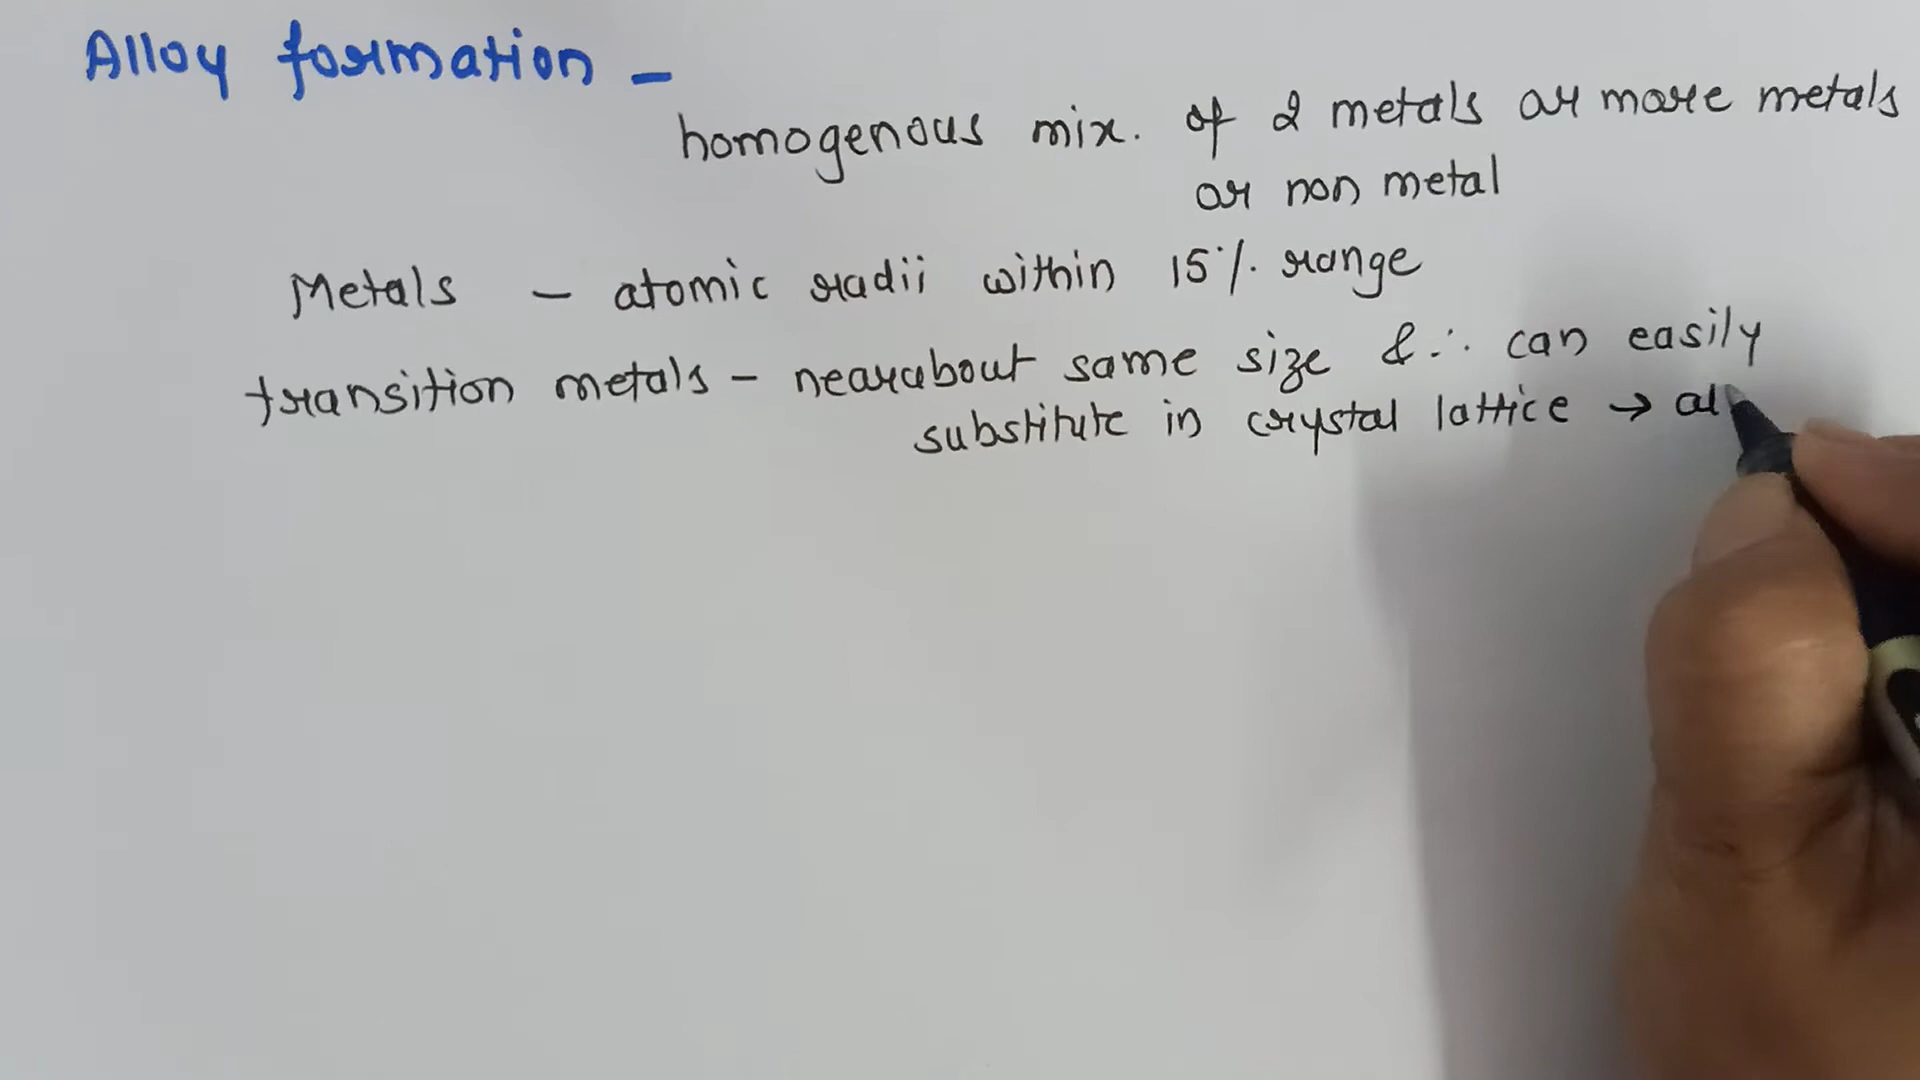 Alloy formation -
homogenous mix. of 2 metals or more metals
or non metal
Metals - atomic radii within 15% range
transition metals - nearabout same size & ∴ can easily
substitute in crystal lattice → al